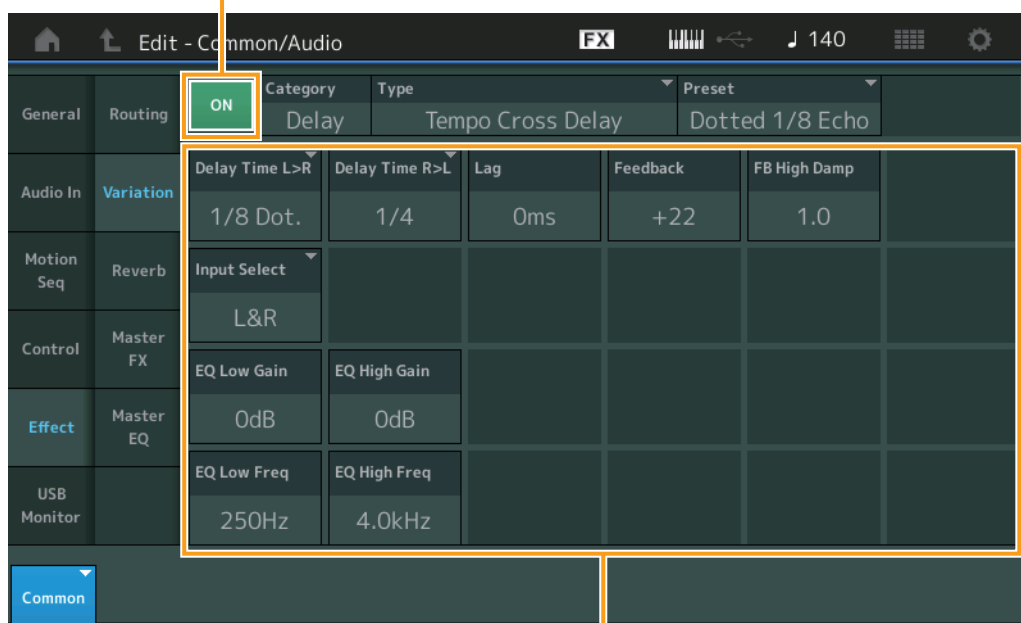 Edit - Common/Audio FX 140
General
Routing
ON
Category
Delay
Type
Tempo Cross Delay
Preset
Dotted 1/8 Echo
Audio In
Variation
Delay Time L>R
1/8 Dot.
Delay Time R>L
1/4
Lag
0ms
Feedback
+22
FB High Damp
1.0
Motion
Seq
Reverb
Input Select
L&R
Control
Master
FX
EQ Low Gain
0dB
EQ High Gain
0dB
Effect
Master
EQ
EQ Low Freq
250Hz
EQ High Freq
4.0kHz
USB
Monitor
Common